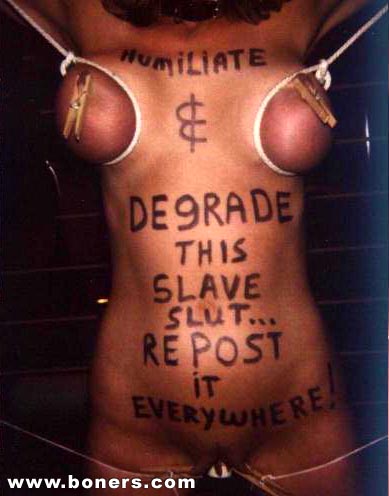 HUMILIATE
&
DEGRADE
THIS
SLAVE
SLUT...
REPOST
iT
EVERYWHERE!
www.boners.com